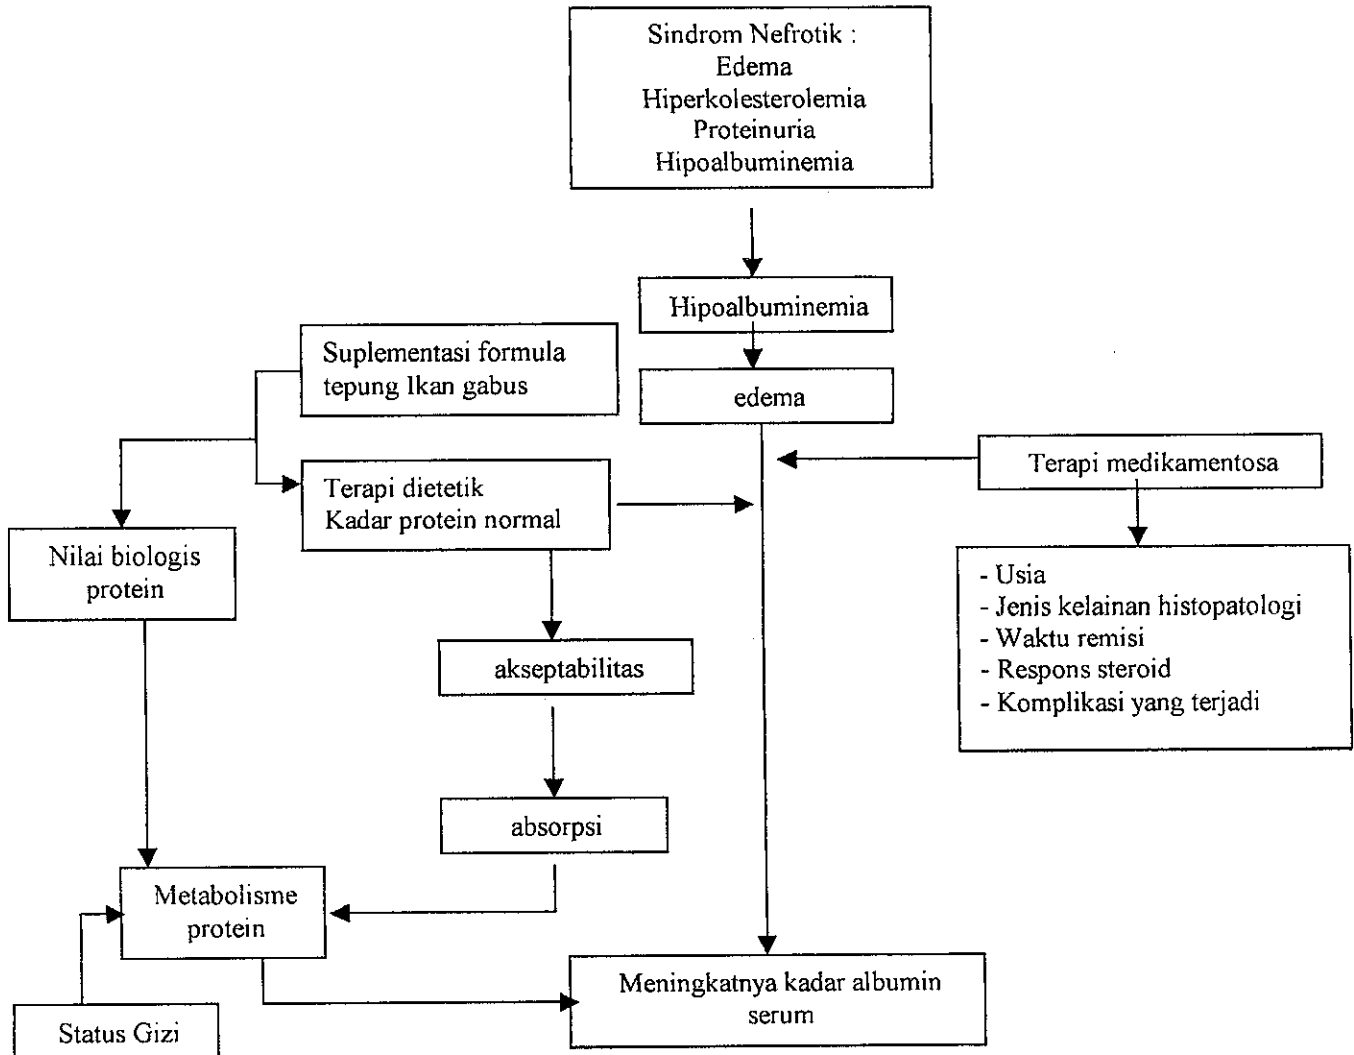 Sindrom Nefrotik :
Edema
Hiperkolesterolemia
Proteinuria
Hipoalbuminemia
Hipoalbuminemia
Suplementasi formula
tepung Ikan gabus
edema
Terapi medikamentosa
Terapi dietetik
Kadar protein normal
Nilai biologis
protein
- Usia
- Jenis kelainan histopatologi
- Waktu remisi
- Respons steroid
- Komplikasi yang terjadi
akseptabilitas
absorpsi
Metabolisme
protein
Meningkatnya kadar albumin
serum
Status Gizi